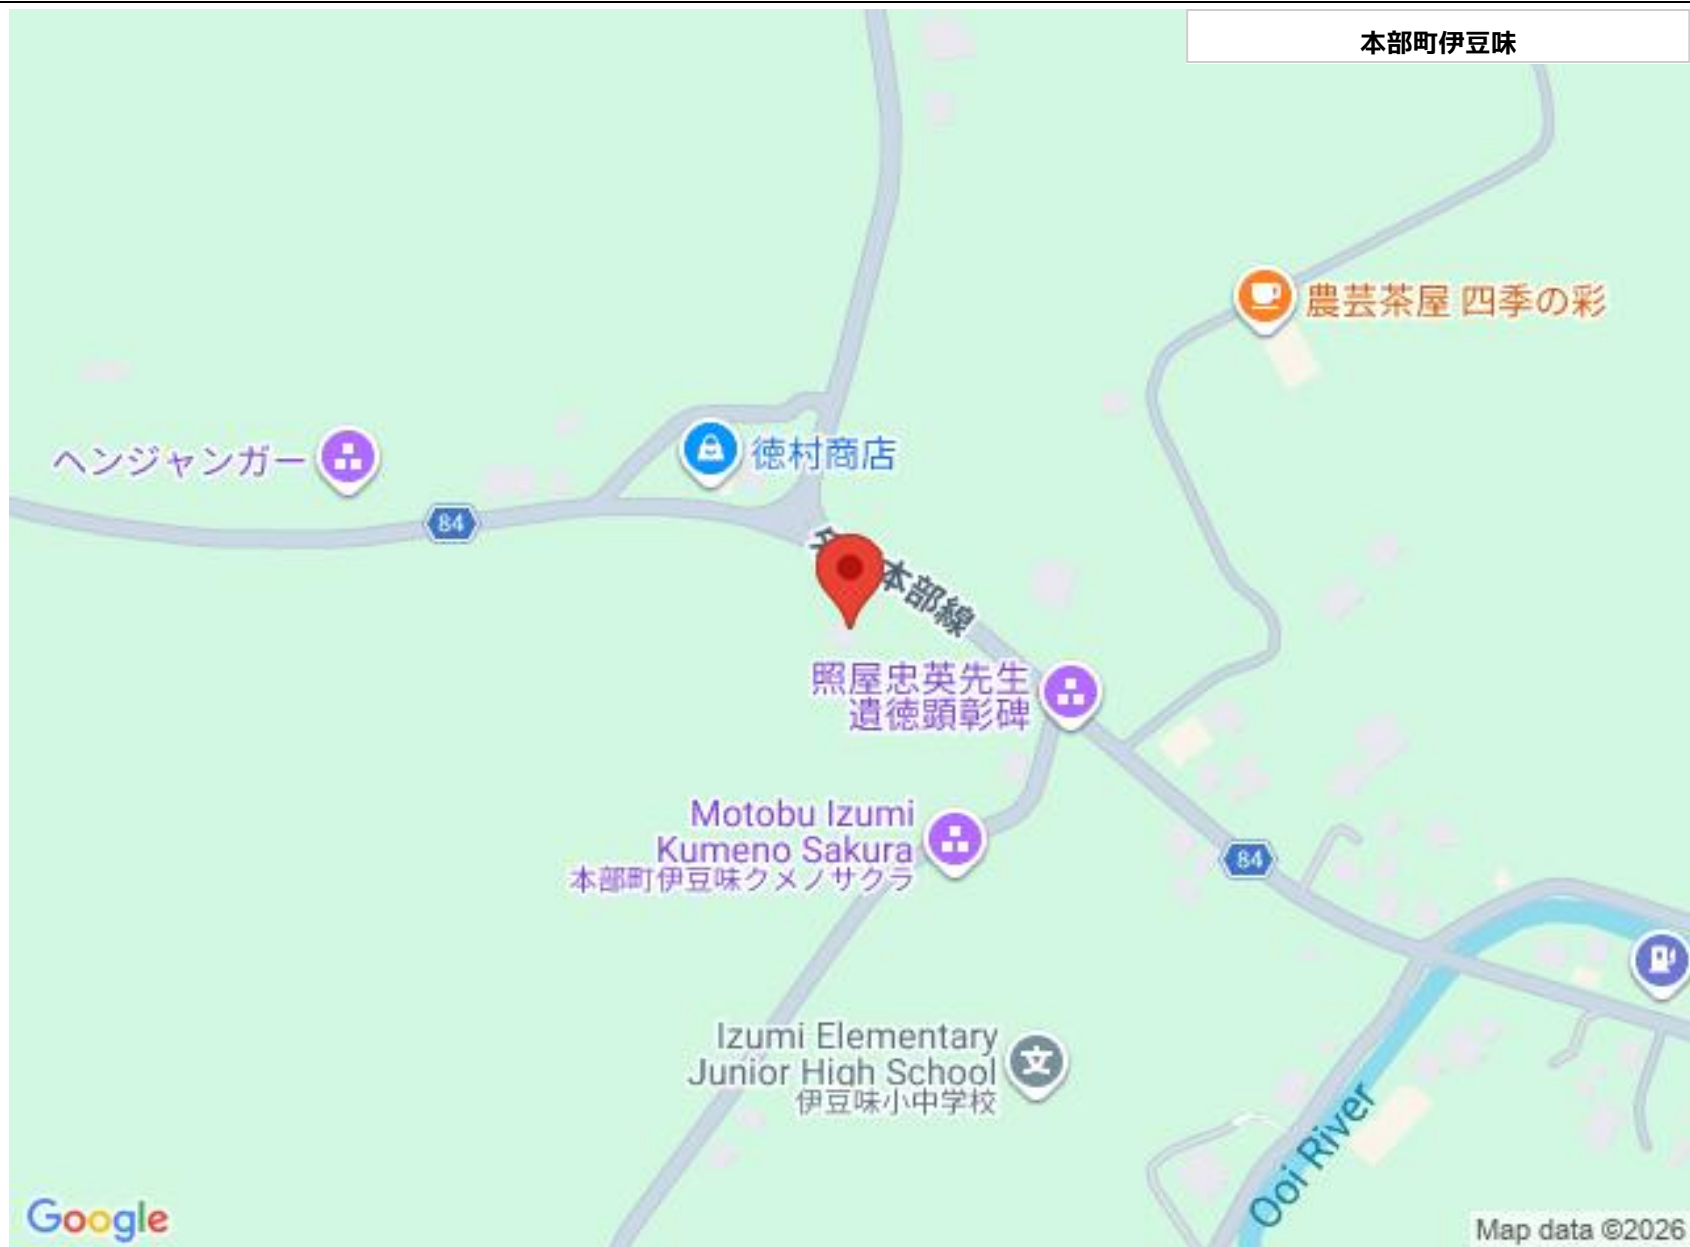 本部町伊豆味
農芸茶屋 四季の彩
ヘンジャンガー
徳村商店
84
本部線
照屋忠英先生
遺徳顕彰碑
Motobu Izumi
Kumeno Sakura
本部町伊豆味クメノサクラ
84
Izumi Elementary
Junior High School
伊豆味小中学校
文
Ooi River
Google
Map data ©2026